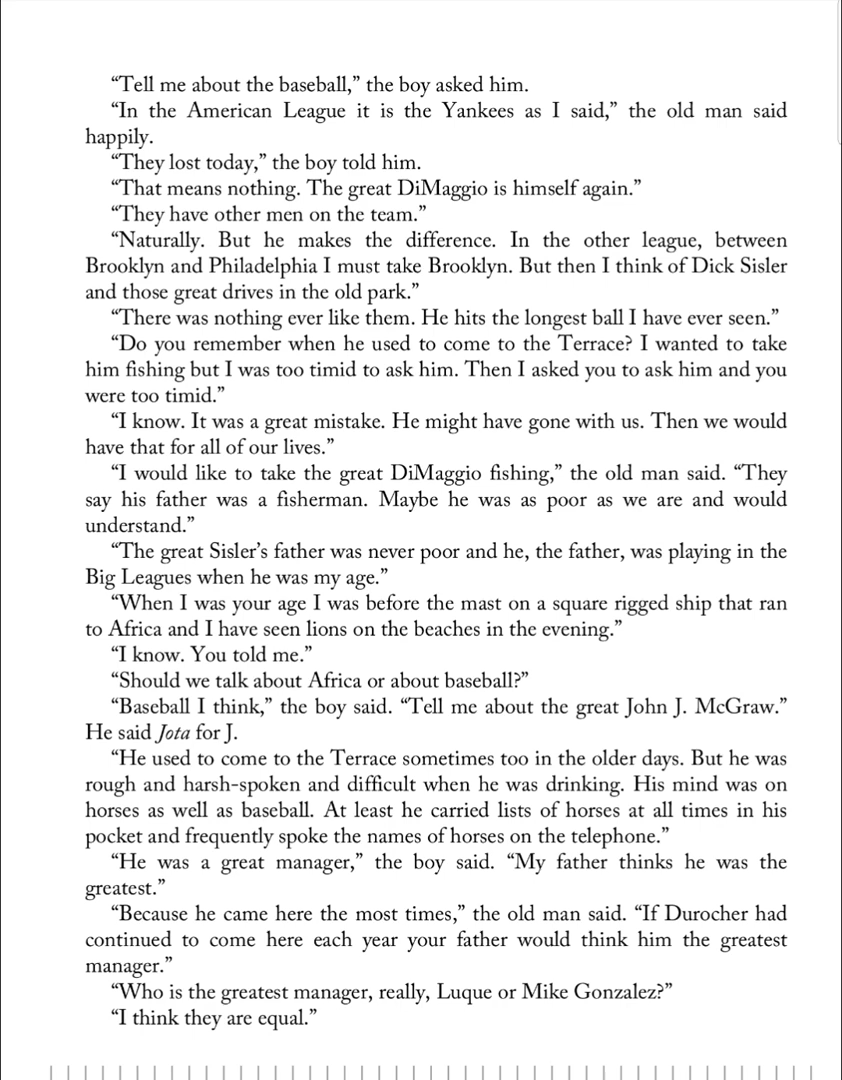 “Tell me about the baseball,” the boy asked him.
“In the American League it is the Yankees as I said,” the old man said
happily.
“They lost today,” the boy told him.
“That means nothing. The great DiMaggio is himself again.”
“They have other men on the team.”
“Naturally. But he makes the difference. In the other league, between
Brooklyn and Philadelphia I must take Brooklyn. But then I think of Dick Sisler
and those great drives in the old park.”
“There was nothing ever like them. He hits the longest ball I have ever seen.”
“Do you remember when he used to come to the Terrace? I wanted to take
him fishing but I was too timid to ask him. Then I asked you to ask him and you
were too timid.”
“I know. It was a great mistake. He might have gone with us. Then we would
have that for all of our lives.”
“I would like to take the great DiMaggio fishing,” the old man said. “They
say his father was a fisherman. Maybe he was as poor as we are and would
understand.”
“The great Sisler’s father was never poor and he, the father, was playing in the
Big Leagues when he was my age.”
“When I was your age I was before the mast on a square rigged ship that ran
to Africa and I have seen lions on the beaches in the evening.”
“I know. You told me.”
“Should we talk about Africa or about baseball?”
“Baseball I think,” the boy said. “Tell me about the great John J. McGraw.”
He said Jota for J.
“He used to come to the Terrace sometimes too in the older days. But he was
rough and harsh-spoken and difficult when he was drinking. His mind was on
horses as well as baseball. At least he carried lists of horses at all times in his
pocket and frequently spoke the names of horses on the telephone.”
“He was a great manager,” the boy said. “My father thinks he was the
greatest.”
“Because he came here the most times,” the old man said. “If Durocher had
continued to come here each year your father would think him the greatest
manager.”
“Who is the greatest manager, really, Luque or Mike Gonzalez?”
“I think they are equal.”